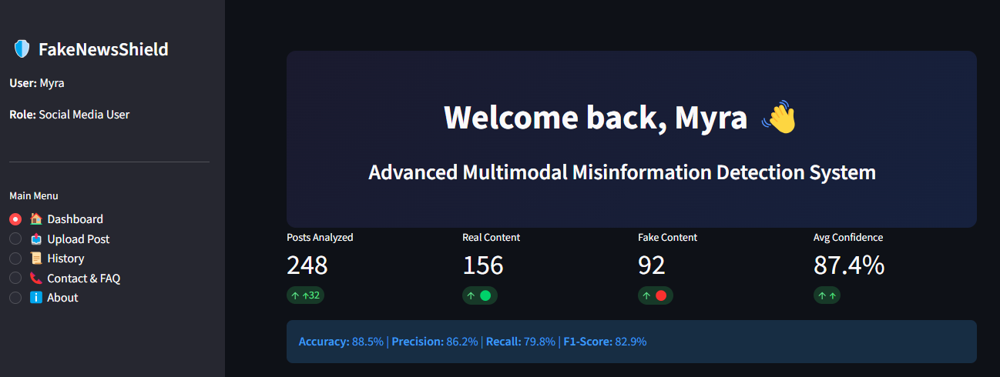 FakeNewsShield
User: Myra
Role: Social Media User
Main Menu
Dashboard
Upload Post
History
Contact & FAQ
About
Welcome back, Myra
Advanced Multimodal Misinformation Detection System
Posts Analyzed
248
↑ ↑32
Real Content
156
↑
Fake Content
92
↑
Avg Confidence
87.4%
↑ ↑
Accuracy: 88.5% | Precision: 86.2% | Recall: 79.8% | F1-Score: 82.9%